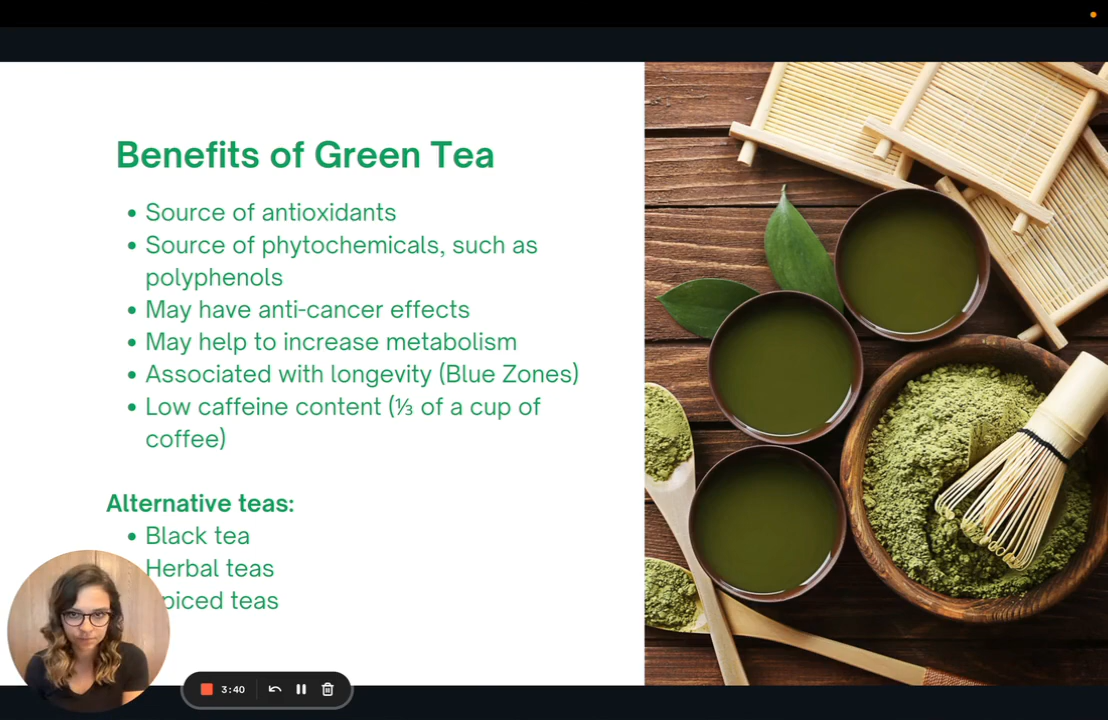 Benefits of Green Tea
• Source of antioxidants
• Source of phytochemicals, such as
polyphenols
• May have anti-cancer effects
• May help to increase metabolism
• Associated with longevity (Blue Zones)
• Low caffeine content (⅓ of a cup of
coffee)
Alternative teas:
• Black tea
Herbal teas
piced teas
3:40